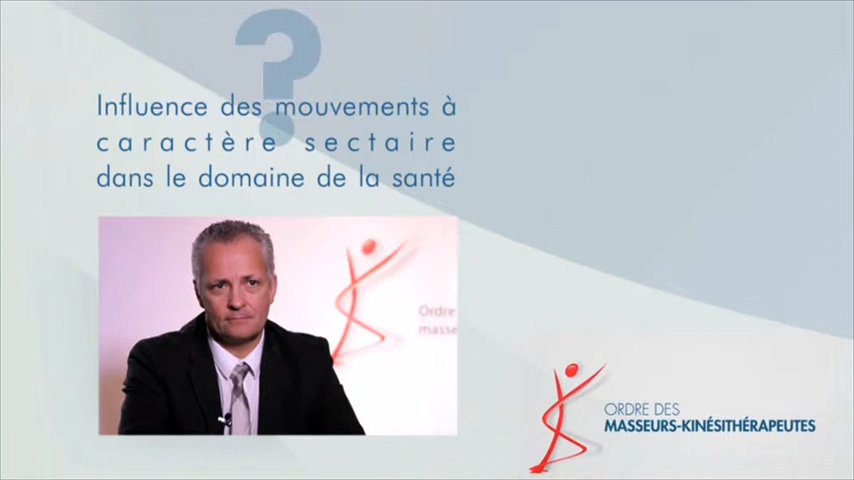 ?
Influence des mouvements à
caractère sectaire
dans le domaine de la santé
Ordre
masse
ORDRE DES
MASSEURS-KINÉSITHÉRAPEUTES